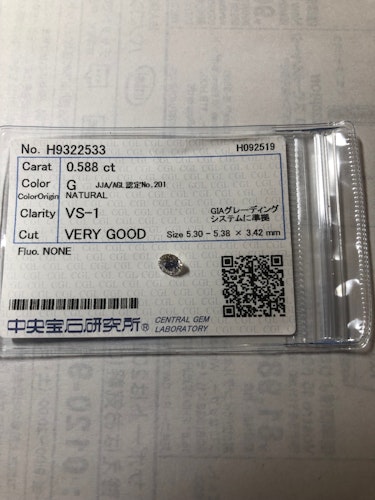 No. H9322533 H092519
Carat 0.588 ct
Color G JJA/AGL認定No.201
ColorOrigin NATURAL
Clarity VS-1 GIAグレーディング
システムに準拠
Cut VERY GOOD Size 5.30 - 5.38 × 3.42 mm
Fluo. NONE
中央宝石研究所® CENTRAL GEM
LABORATORY